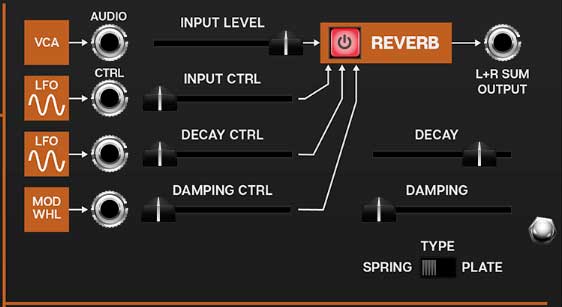 AUDIO
INPUT LEVEL
VCA
REVERB
CTRL
L+R SUM
OUTPUT
LFO
INPUT CTRL
LFO
DECAY CTRL
DECAY
MOD
WHL
DAMPING CTRL
DAMPING
TYPE
SPRING
PLATE